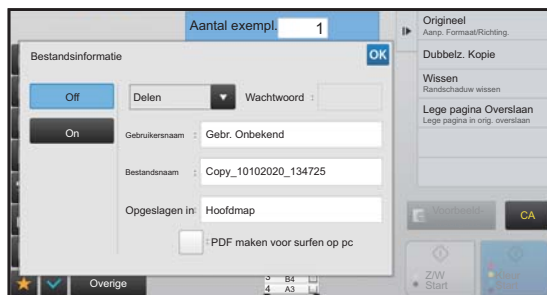 Aantal exempl. 1
Bestandsinformatie
OK
Off
Delen
Wachtwoord :
On
Gebruikersnaam : Gebr. Onbekend
Bestandsnaam : Copy_10102020_134725
Opgeslagen in: Hoofdmap
: PDF maken voor surfen op pc
Overige
3 B4
4 A3
Origineel
Aanp. Formaat/Richting.
Dubbelz. Kopie
Wissen
Randschaduw wissen
Lege pagina Overslaan
Lege pagina in orig. overslaan
CA
Z/W
Start